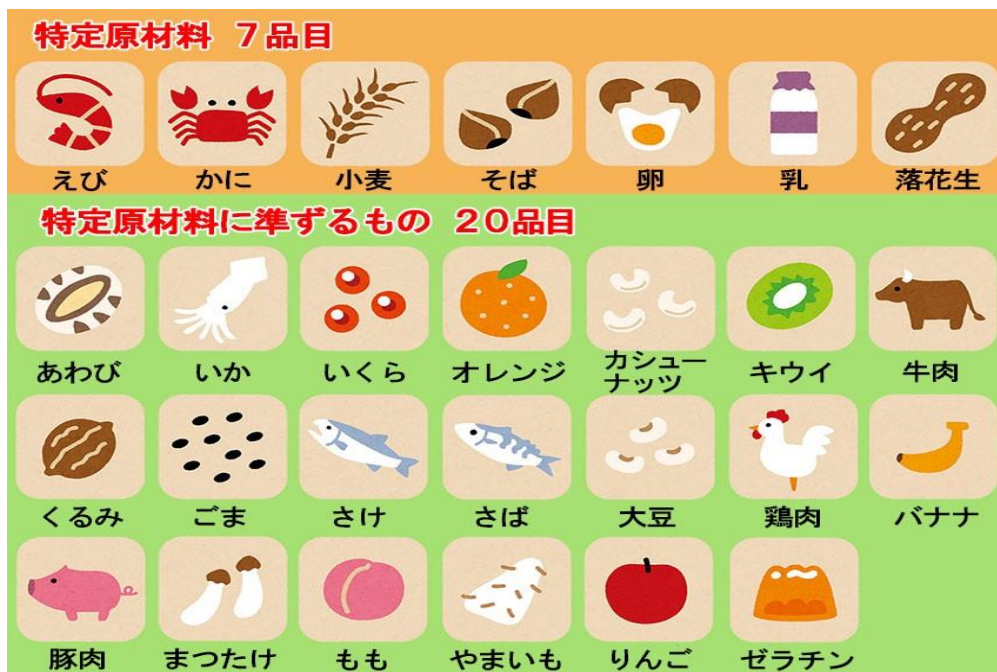 特定原材料 7品目
えび かに 小麦 そば 卵 乳 落花生
特定原材料に準ずるもの 20品目
あわび いか いくら オレンジ カシューナッツ キウイ 牛肉
くるみ ごま さけ さば 大豆 鶏肉 バナナ
豚肉 まつたけ もも やまいも りんご ゼラチン